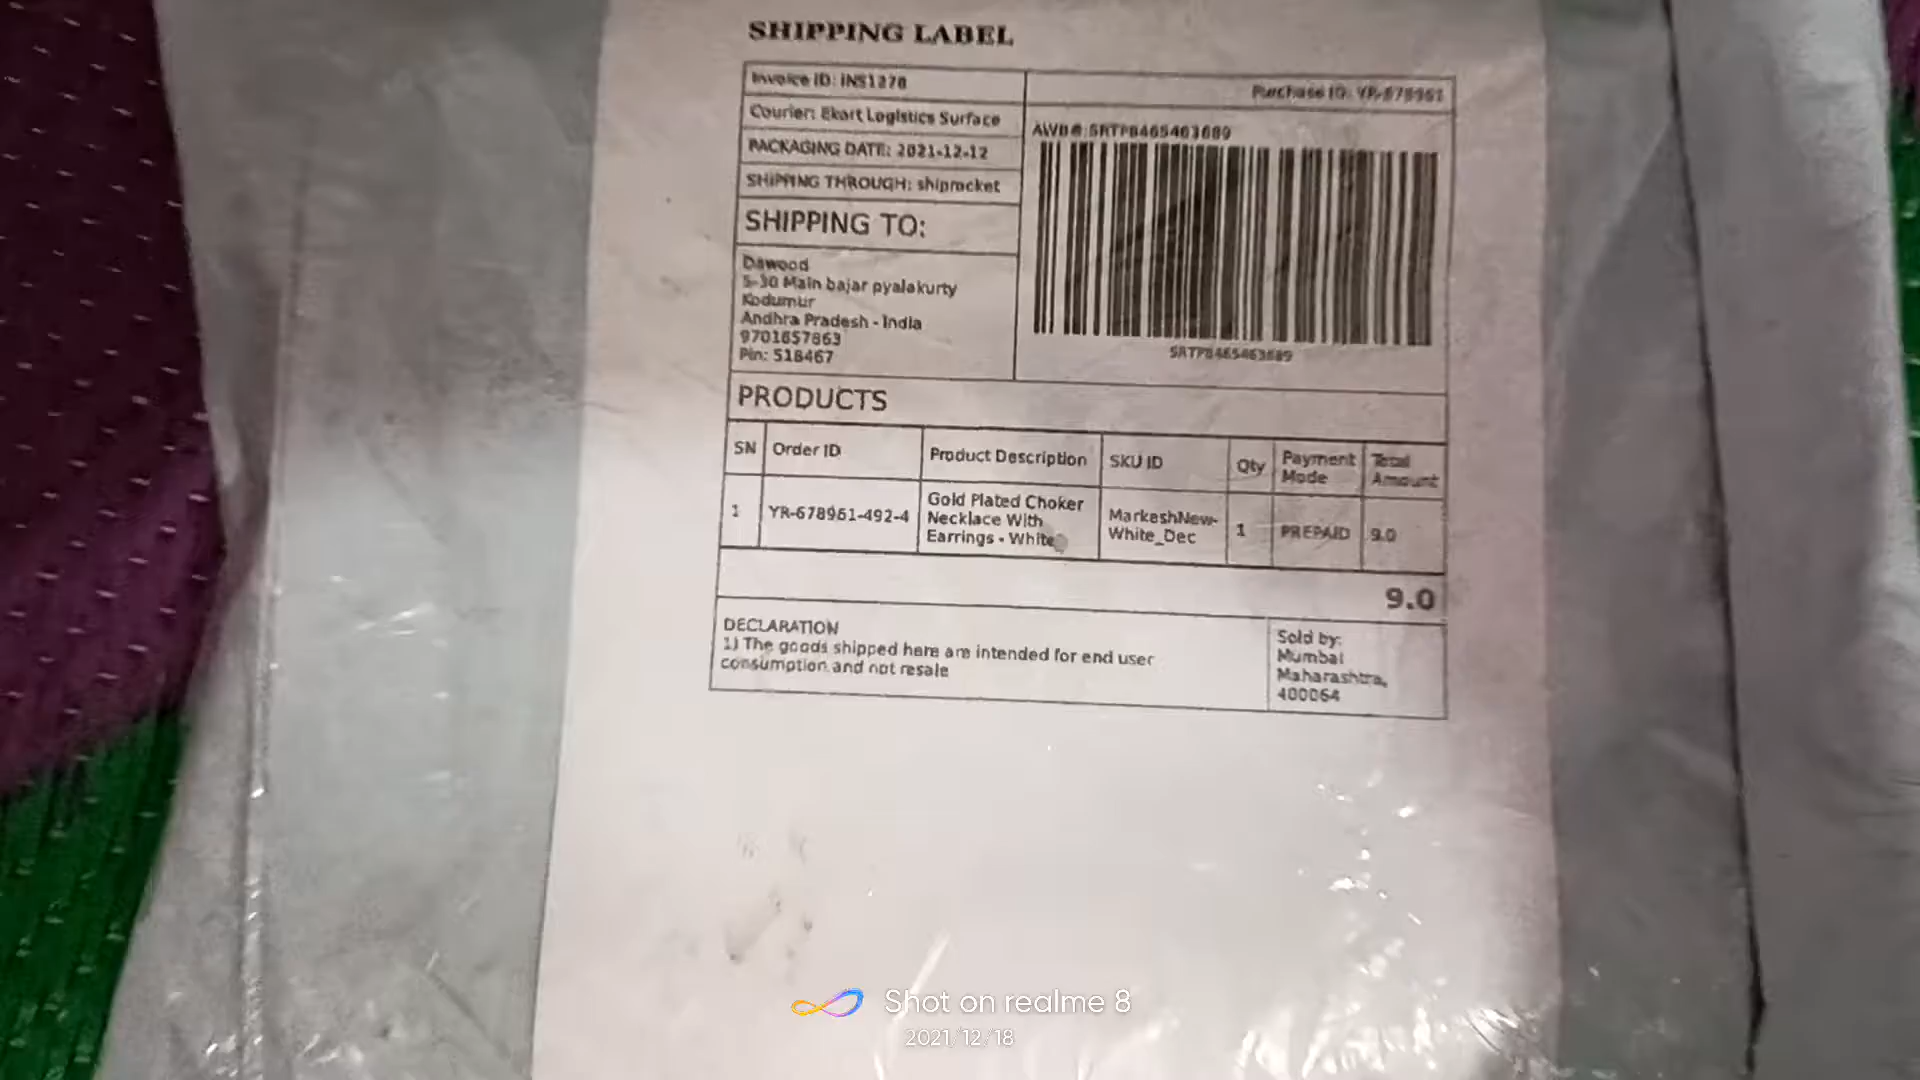 SHIPPING LABEL
Invoice ID: INS1278
Purchase ID: YR-678961
Courier: Ekart Logistics Surface
PACKAGING DATE: 2021-12-12
SHIPPING THROUGH: shiprocket
AWB#: SRTP8465463689
SRTP8465463689
SHIPPING TO:
Dawood
5-30 Main bajar pyalakurty
Kodumur
Andhra Pradesh - India
9701657863
Pin: 518467
PRODUCTS
SN Order ID Product Description SKU ID Qty Payment Mode Total Amount
1 YR-678961-492-4 Gold Plated Choker Necklace With Earrings - White MarkashNew-White_Dec 1 PREPAID 9.0
9.0
DECLARATION
1) The goods shipped here are intended for end user
consumption and not resale
Sold by:
Mumbai
Maharashtra,
400064
Shot on realme 8
2021/12/18